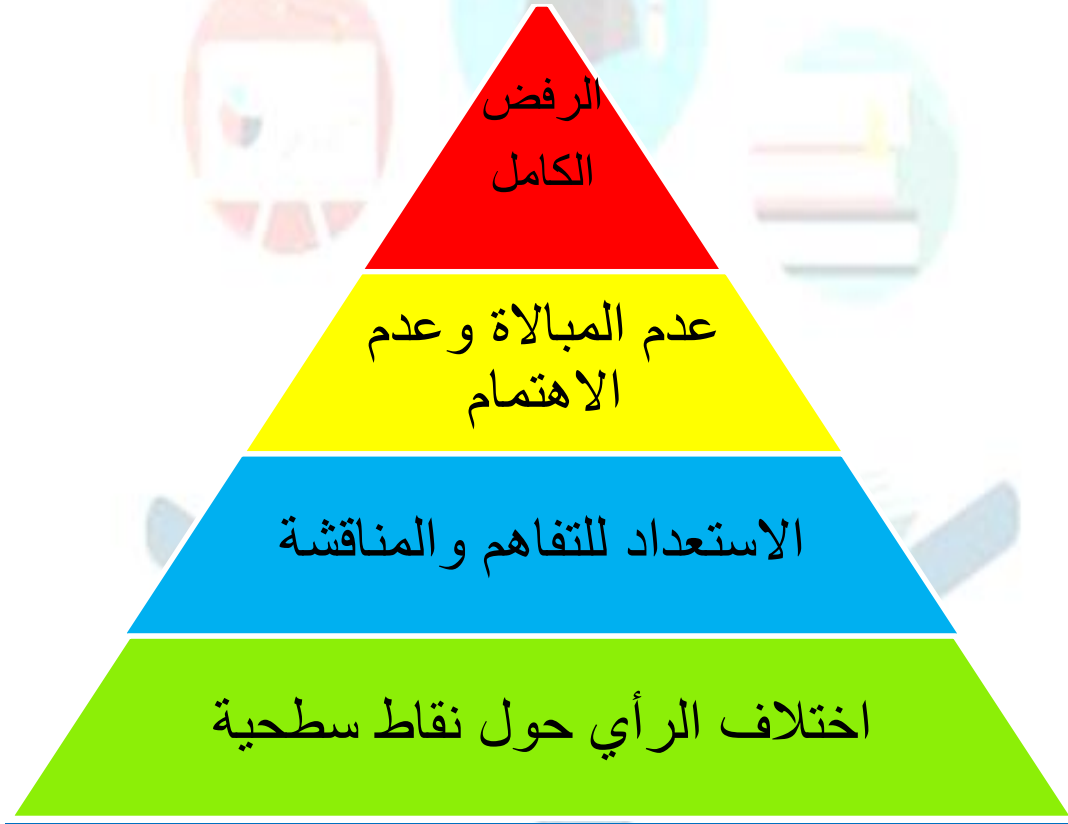 الرفض
الكامل
عدم المبالاة وعدم
الاهتمام
الاستعداد للتفاهم والمناقشة
اختلاف الرأي حول نقاط سطحية